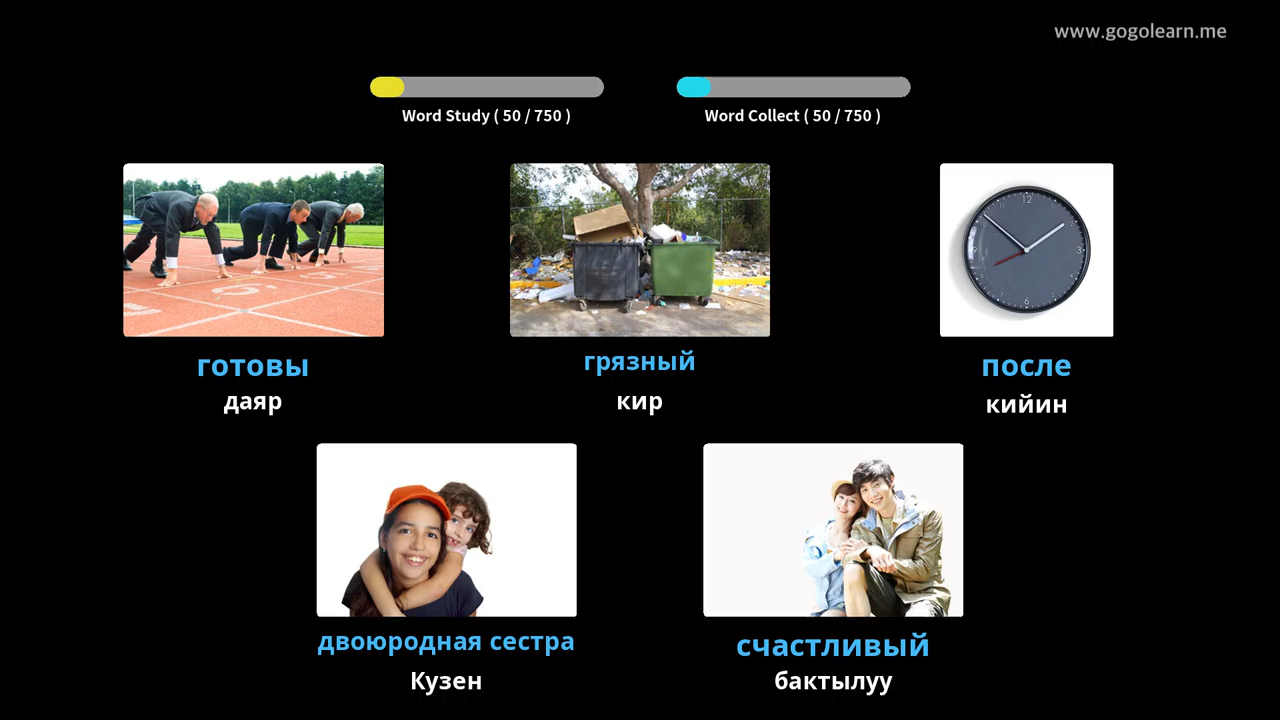 www.gogolearn.me
Word Study ( 50 / 750 )
Word Collect ( 50 / 750 )
готовы
даяр
грязный
кир
после
кийин
двоюродная сестра
Кузен
счастливый
бактылуу